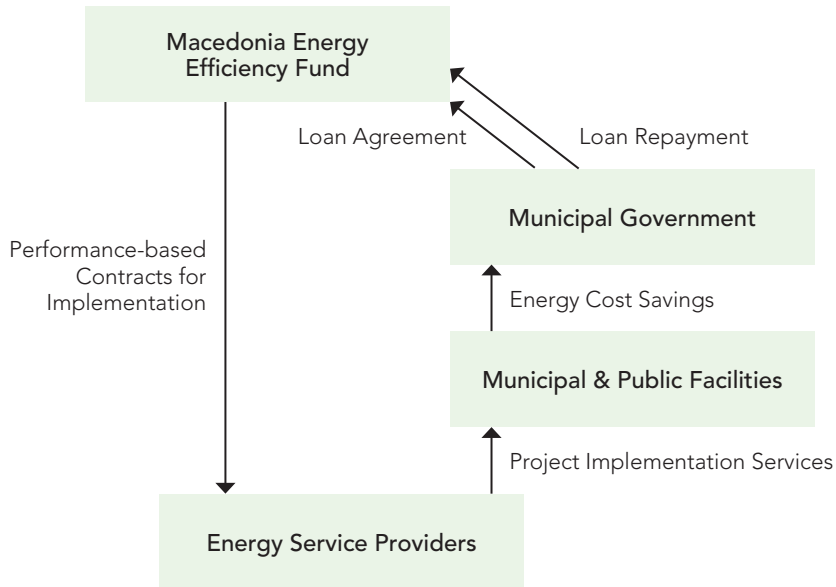 Macedonia Energy
Efficiency Fund
Loan Agreement
Loan Repayment
Municipal Government
Performance-based
Contracts for
Implementation
Energy Cost Savings
Municipal & Public Facilities
Project Implementation Services
Energy Service Providers